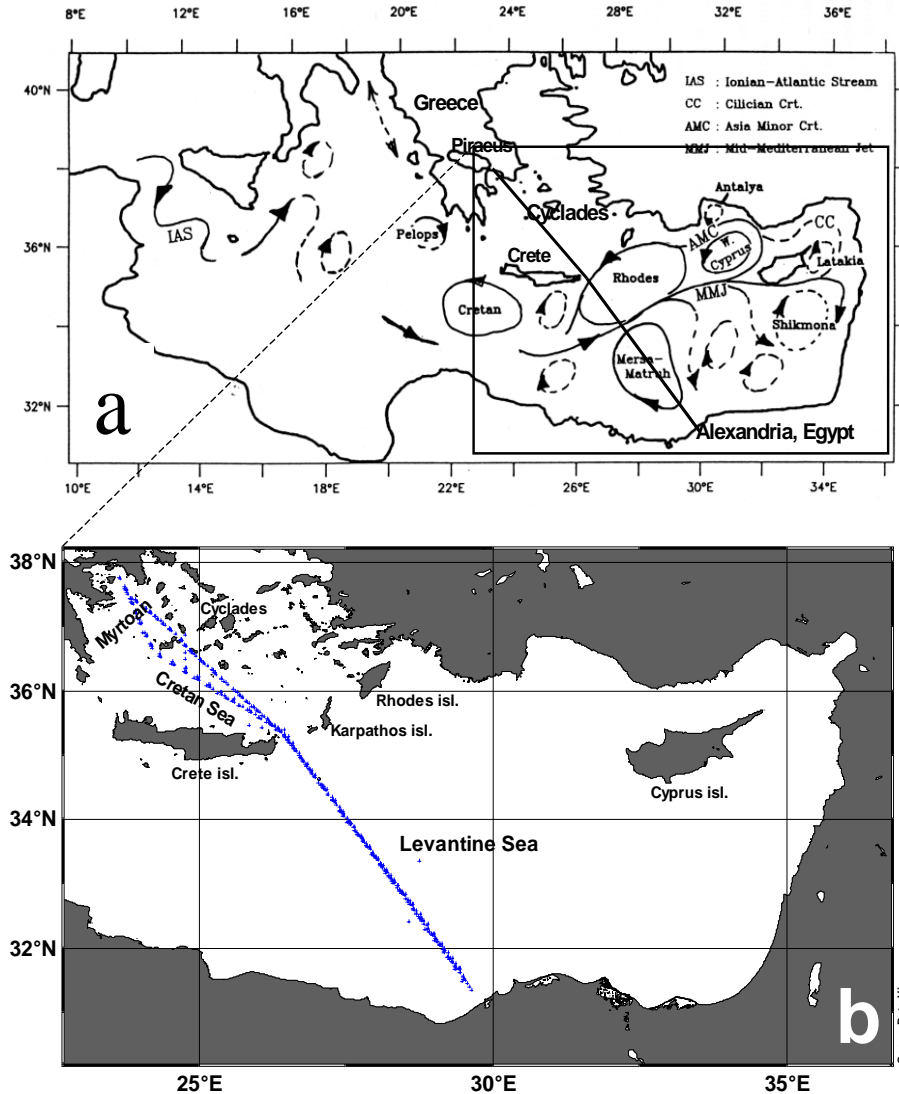 8°E 12°E 16°E 20°E 24°E 28°E 32°E 36°E
40°N
Greece
IAS : Ionian-Atlantic Stream
CC : Cilician Crt.
AMC : Asia Minor Crt.
MMJ : Mid-Mediterranean Jet
Piraeus
Antalya
Cyclades
CC
IAS
Pelops
AMC
36°N
W. Cyprus
Crete
Latakia
Rhodes
MMJ
Cretan
Shikmona
Mersa-
Matruh
a
32°N
Alexandria, Egypt
10°E 14°E 18°E 22°E 26°E 30°E 34°E
38°N
Cyclades
Myrtoan
36°N
Cretan Sea
Rhodes isl.
Karpathos isl.
Crete isl.
Cyprus isl.
34°N
Levantine Sea
32°N
b
25°E 30°E 35°E